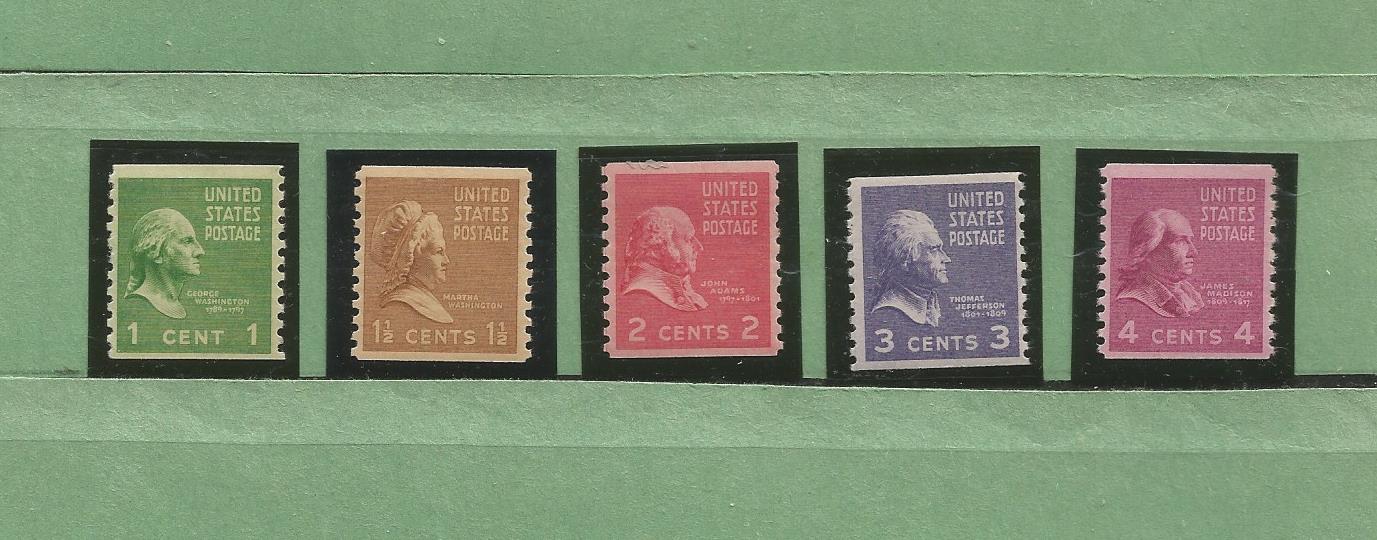 UNITED
STATES
POSTAGE
GEORGE
WASHINGTON
1789-1797
1 CENT 1
UNITED
STATES
POSTAGE
MARTHA
WASHINGTON
1½ CENTS 1½
UNITED
STATES
POSTAGE
JOHN
ADAMS
1797-1801
2 CENTS 2
UNITED
STATES
POSTAGE
THOMAS
JEFFERSON
1801-1809
3 CENTS 3
UNITED
STATES
POSTAGE
JAMES
MADISON
1809-1817
4 CENTS 4